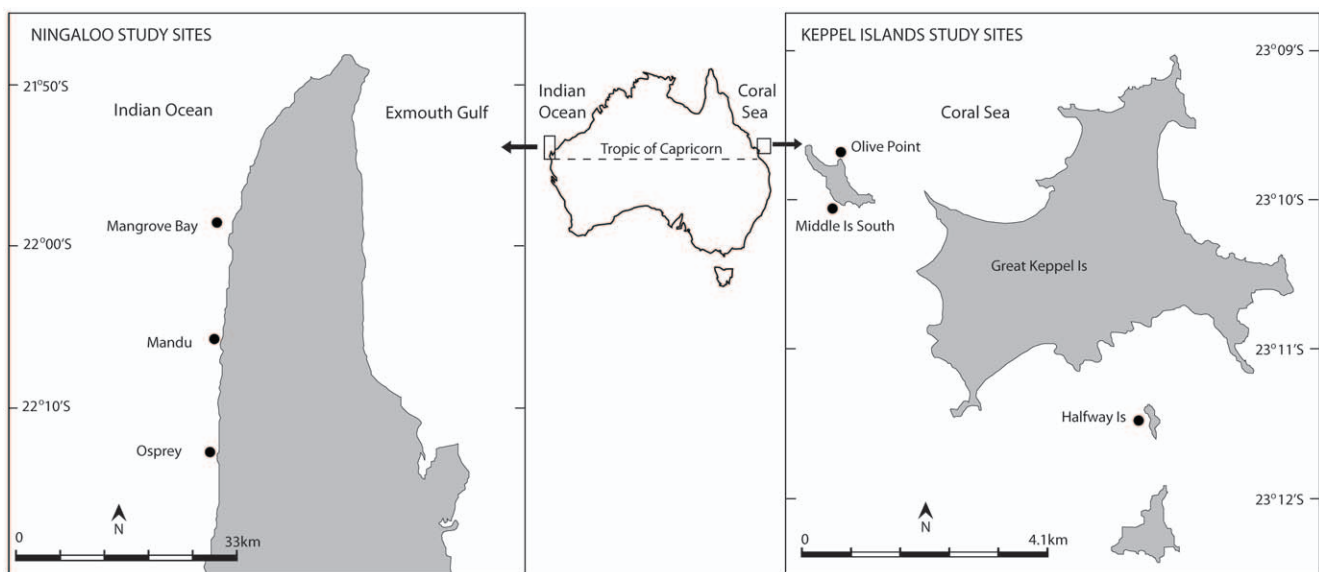 NINGALOO STUDY SITES
21°50'S
Indian Ocean
Exmouth Gulf
Mangrove Bay
22°00'S
Mandu
22°10'S
Osprey
N
0
33km
Indian
Ocean
Coral
Sea
Tropic of Capricorn
KEPPEL ISLANDS STUDY SITES
23°09'S
Coral Sea
Olive Point
23°10'S
Middle Is South
Great Keppel Is
23°11'S
Halfway Is
23°12'S
N
0
4.1km